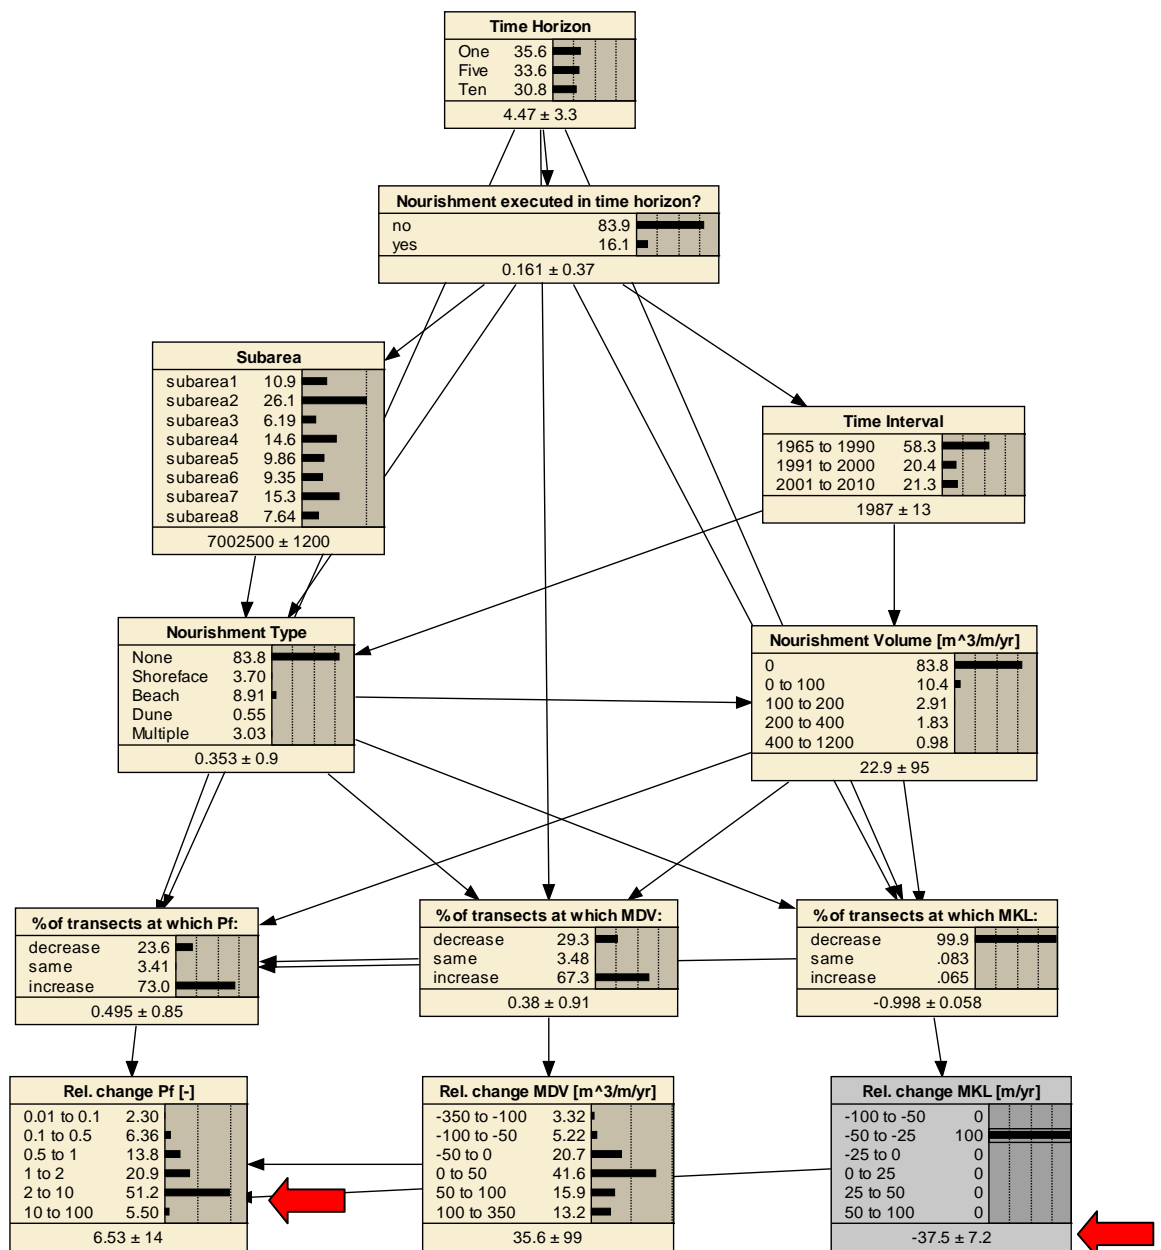 Time Horizon
One 35.6
Five 33.6
Ten 30.8
4.47 ± 3.3
Nourishment executed in time horizon?
no 83.9
yes 16.1
0.161 ± 0.37
Subarea
subarea1 10.9
subarea2 26.1
subarea3 6.19
subarea4 14.6
subarea5 9.86
subarea6 9.35
subarea7 15.3
subarea8 7.64
7002500 ± 1200
Time Interval
1965 to 1990 58.3
1991 to 2000 20.4
2001 to 2010 21.3
1987 ± 13
Nourishment Type
None 83.8
Shoreface 3.70
Beach 8.91
Dune 0.55
Multiple 3.03
0.353 ± 0.9
Nourishment Volume [m^3/m/yr]
0 83.8
0 to 100 10.4
100 to 200 2.91
200 to 400 1.83
400 to 1200 0.98
22.9 ± 95
%of transects at which Pf:
decrease 23.6
same 3.41
increase 73.0
0.495 ± 0.85
%of transects at which MDV:
decrease 29.3
same 3.48
increase 67.3
0.38 ± 0.91
%of transects at which MKL:
decrease 99.9
same .083
increase .065
-0.998 ± 0.058
Rel. change Pf [-]
0.01 to 0.1 2.30
0.1 to 0.5 6.36
0.5 to 1 13.8
1 to 2 20.9
2 to 10 51.2
10 to 100 5.50
6.53 ± 14
Rel. change MDV [m^3/m/yr]
-350 to -100 3.32
-100 to -50 5.22
-50 to 0 20.7
0 to 50 41.6
50 to 100 15.9
100 to 350 13.2
35.6 ± 99
Rel. change MKL [m/yr]
-100 to -50 0
-50 to -25 100
-25 to 0 0
0 to 25 0
25 to 50 0
50 to 100 0
-37.5 ± 7.2